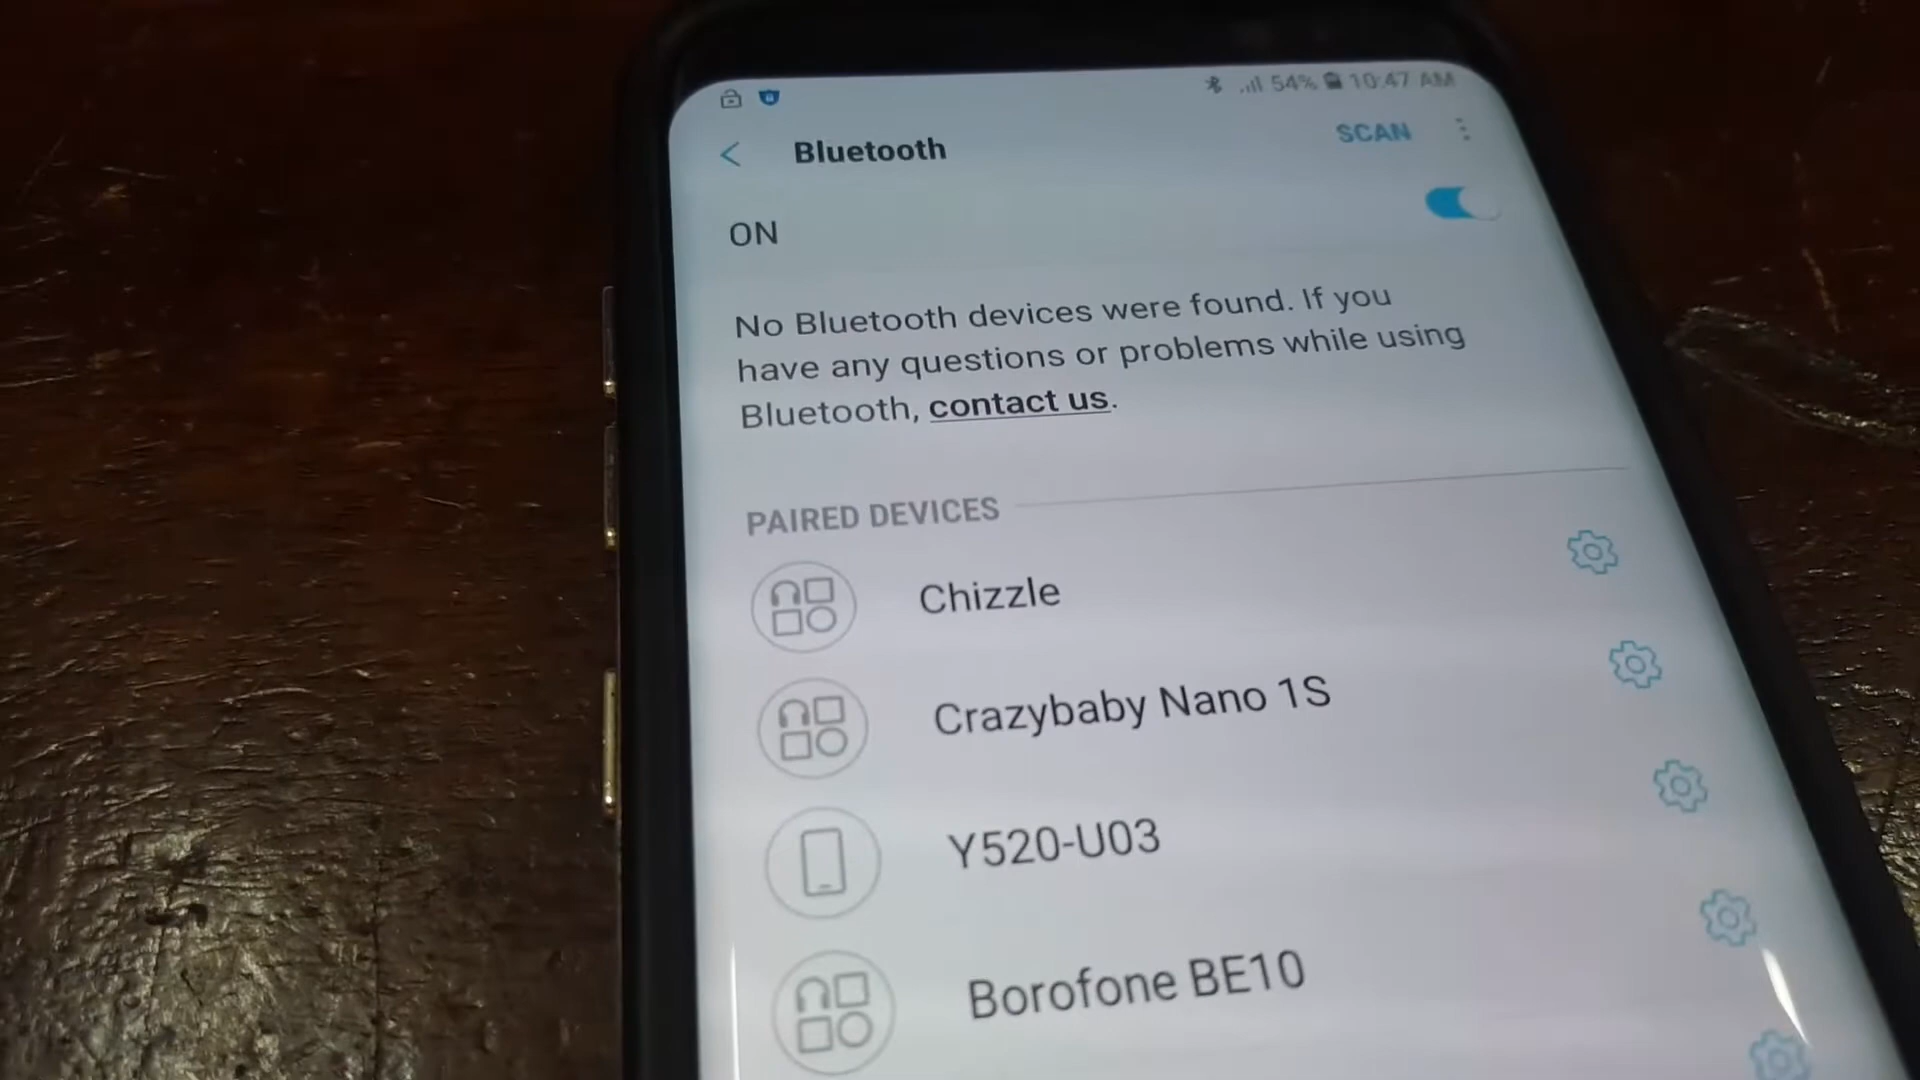 54% 10:47 AM
Bluetooth SCAN
ON
No Bluetooth devices were found. If you
have any questions or problems while using
Bluetooth, contact us.
PAIRED DEVICES
Chizzle
Crazybaby Nano 1S
Y520-U03
Borofone BE10